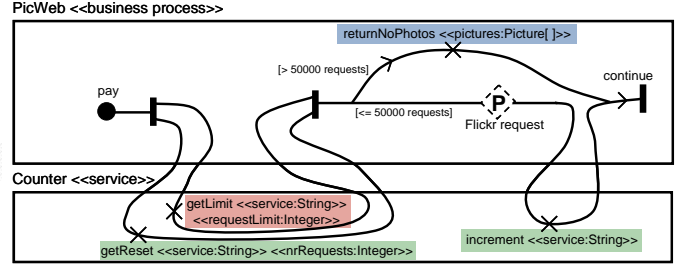 PicWeb <<business process>>
returnNoPhotos <<pictures:Picture[ ]>>
[> 50000 requests]
continue
pay
P
[<= 50000 requests]
Flickr request
Counter <<service>>
getLimit <<service:String>>
<<requestLimit:Integer>>
increment <<service:String>>
getReset <<service:String>> <<nrRequests:Integer>>